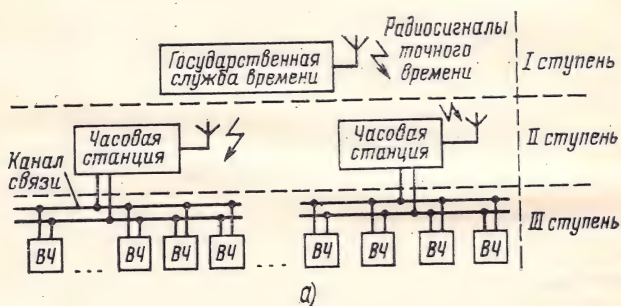 Радиосигналы
точного
времени
Государственная
служба времени
I ступень
Часовая
станция
Часовая
станция
II ступень
Канал
связи
III ступень
ВЧ ... ВЧ ВЧ ВЧ ... ВЧ ВЧ ВЧ ВЧ
а)